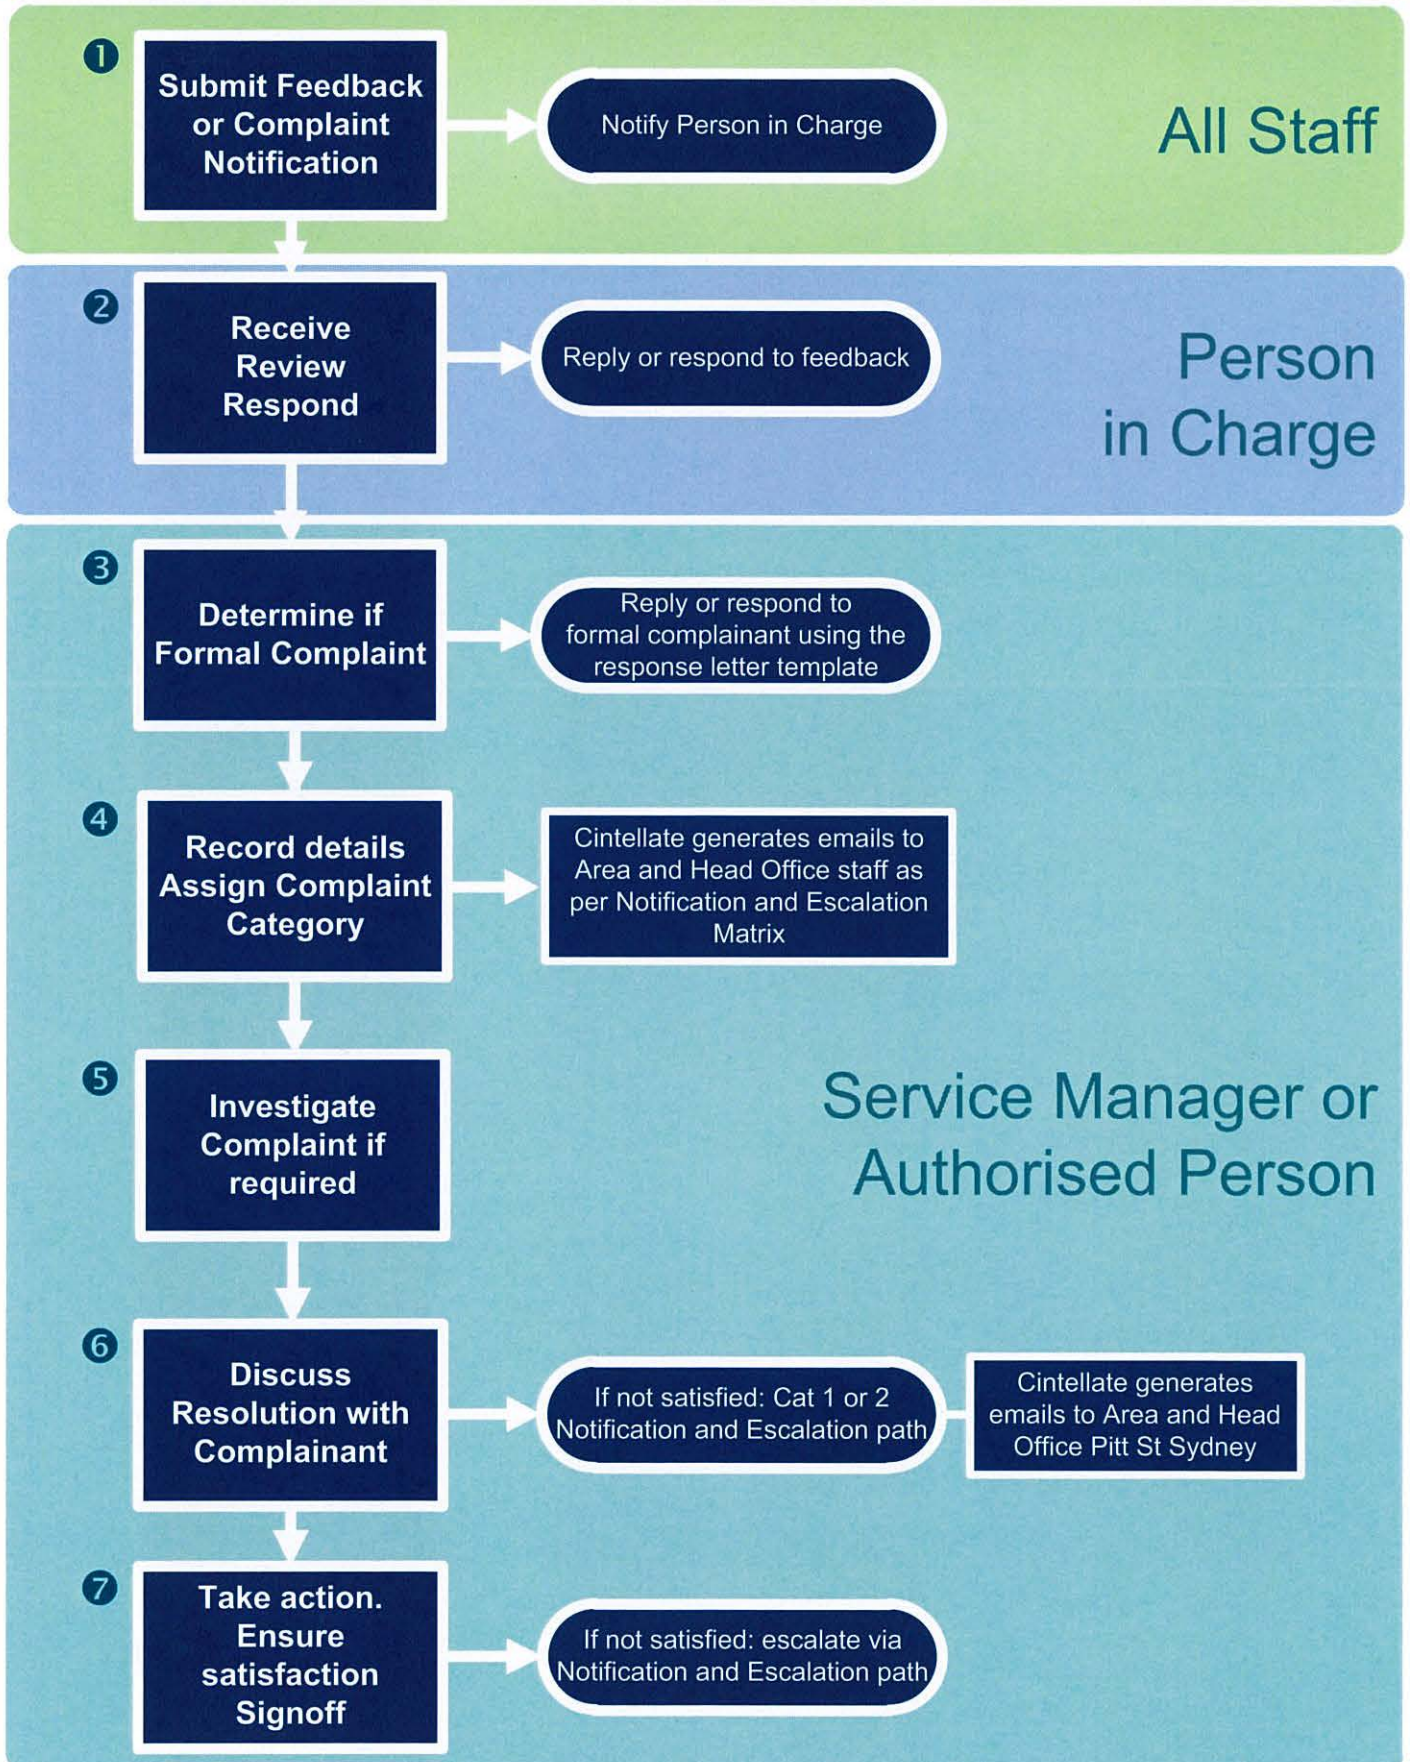 1
Submit Feedback
or Complaint
Notification
Notify Person in Charge
All Staff
2
Receive
Review
Respond
Reply or respond to feedback
Person
in Charge
3
Determine if
Formal Complaint
Reply or respond to
formal complainant using the
response letter template
4
Record details
Assign Complaint
Category
Cintellate generates emails to
Area and Head Office staff as
per Notification and Escalation
Matrix
5
Investigate
Complaint if
required
Service Manager or
Authorised Person
6
Discuss
Resolution with
Complainant
If not satisfied: Cat 1 or 2
Notification and Escalation path
Cintellate generates
emails to Area and Head
Office Pitt St Sydney
7
Take action.
Ensure
satisfaction
Signoff
If not satisfied: escalate via
Notification and Escalation path